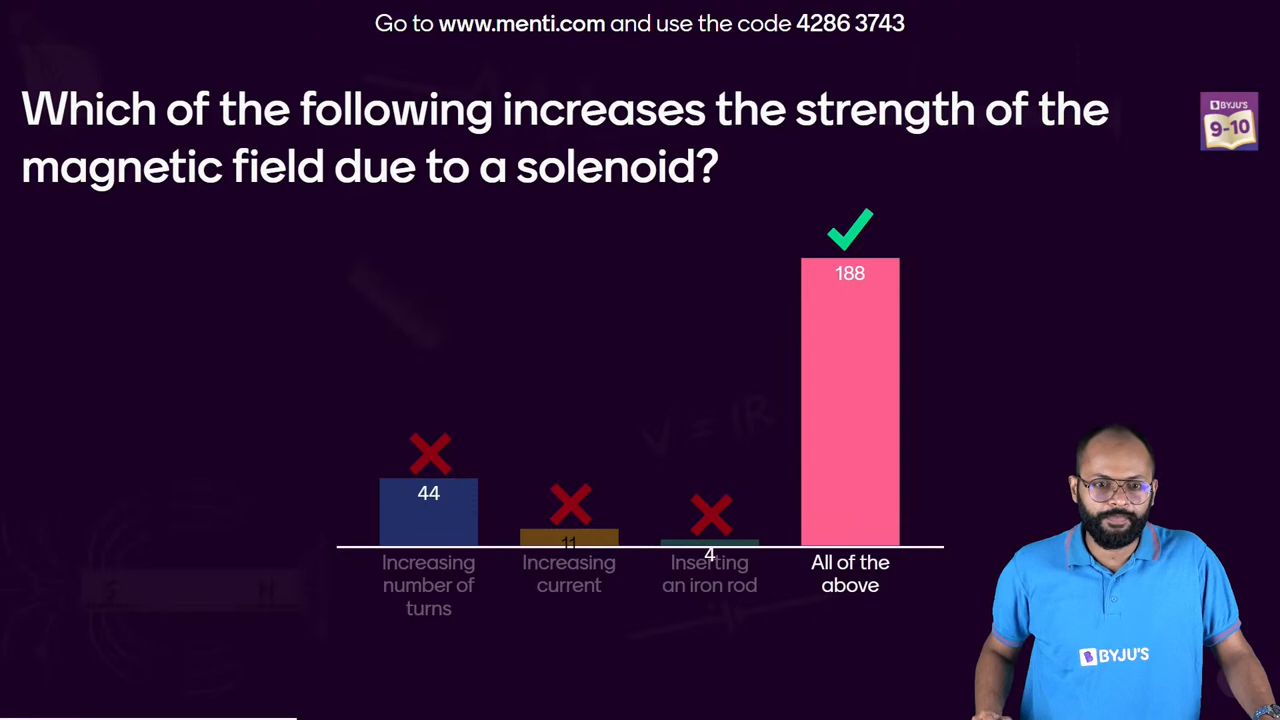 Go to www.menti.com and use the code 4286 3743
Which of the following increases the strength of the
magnetic field due to a solenoid?
BYJU'S
9-10
188
44
11
4
Increasing
number of
turns
Increasing
current
Inserting
an iron rod
All of the
above
V = IR
S
N
BYJU'S